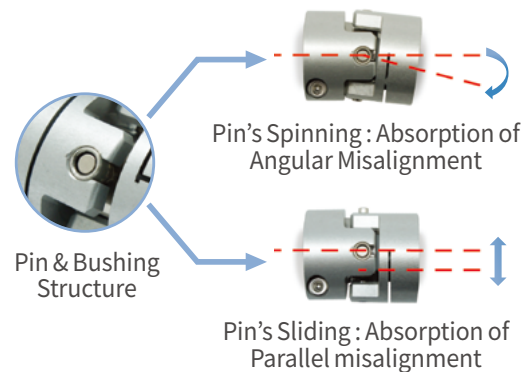 Pin's Spinning : Absorption of
Angular Misalignment
Pin & Bushing
Structure
Pin's Sliding : Absorption of
Parallel misalignment